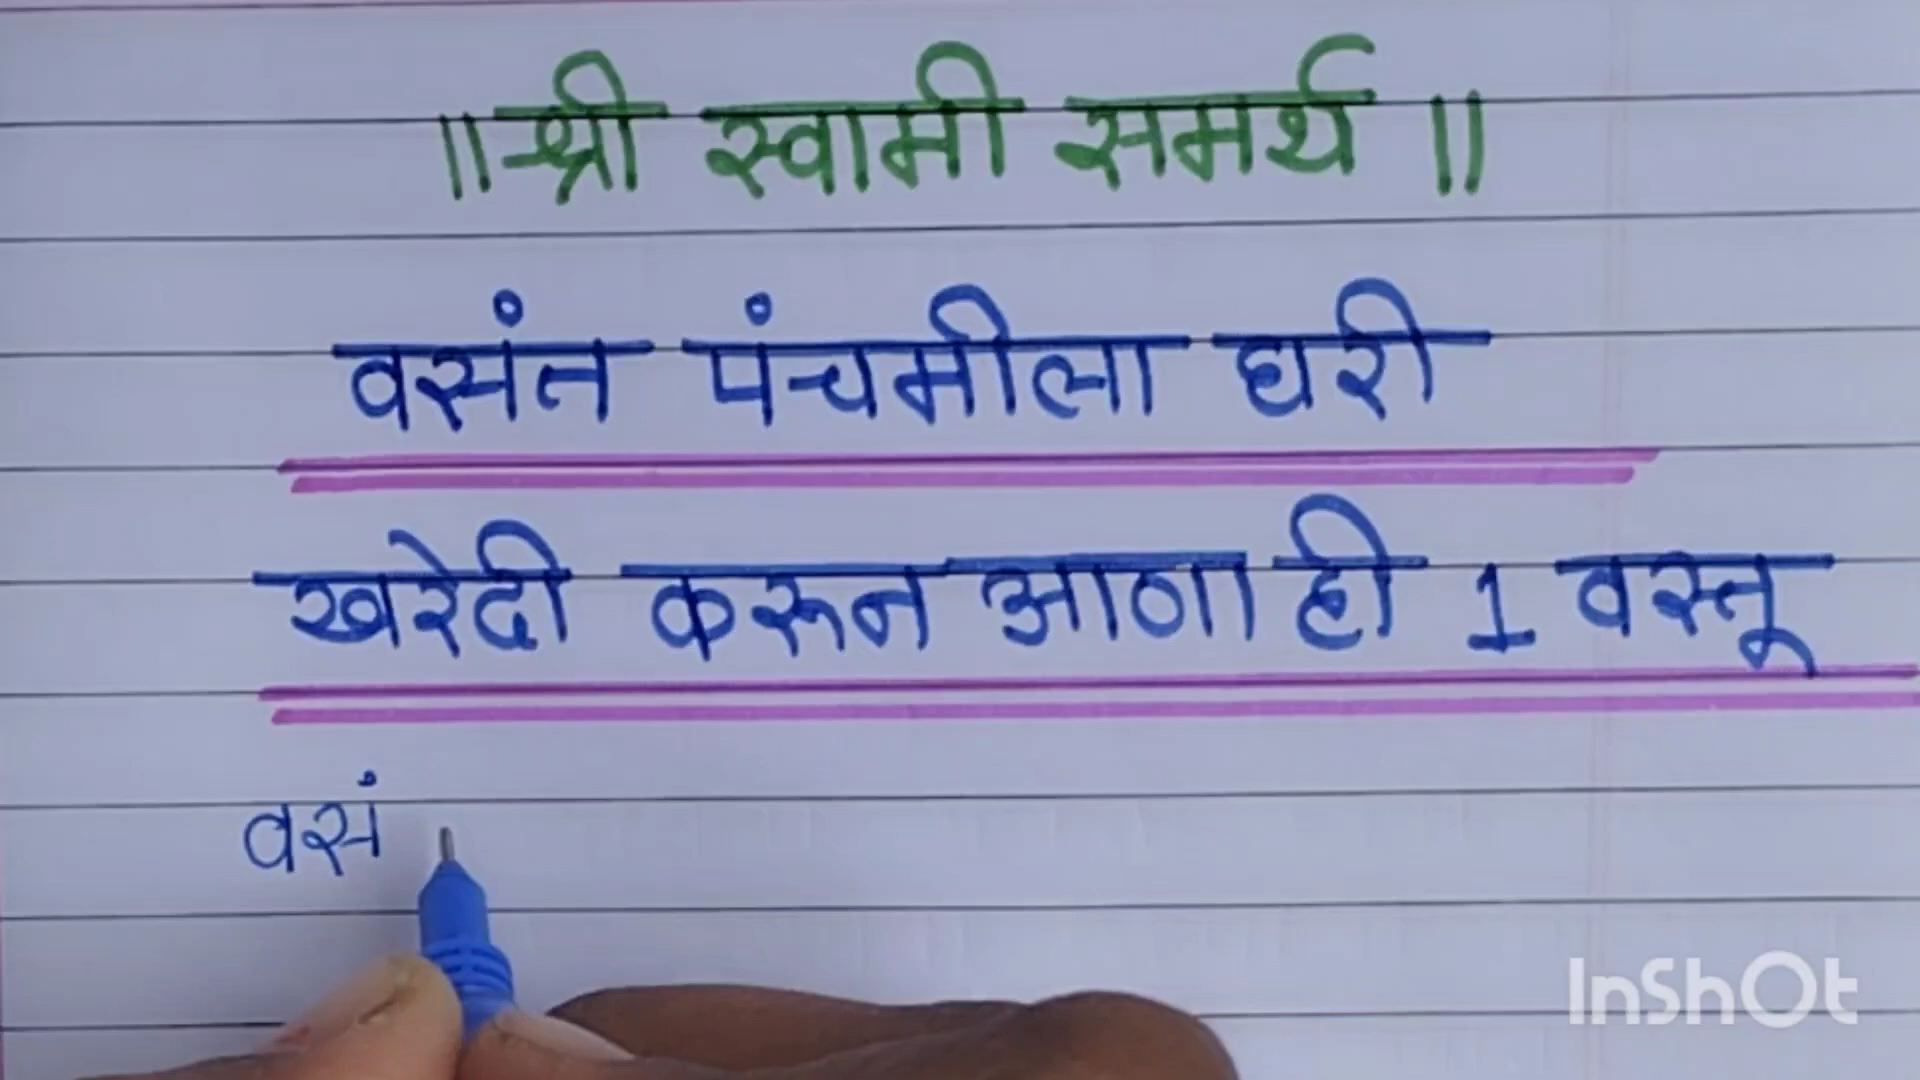 ॥ श्री स्वामी समर्थ ॥
वसंत पंचमीला घरी
खरेदी करून आणा ही 1 वस्तू
वसं
InShOt